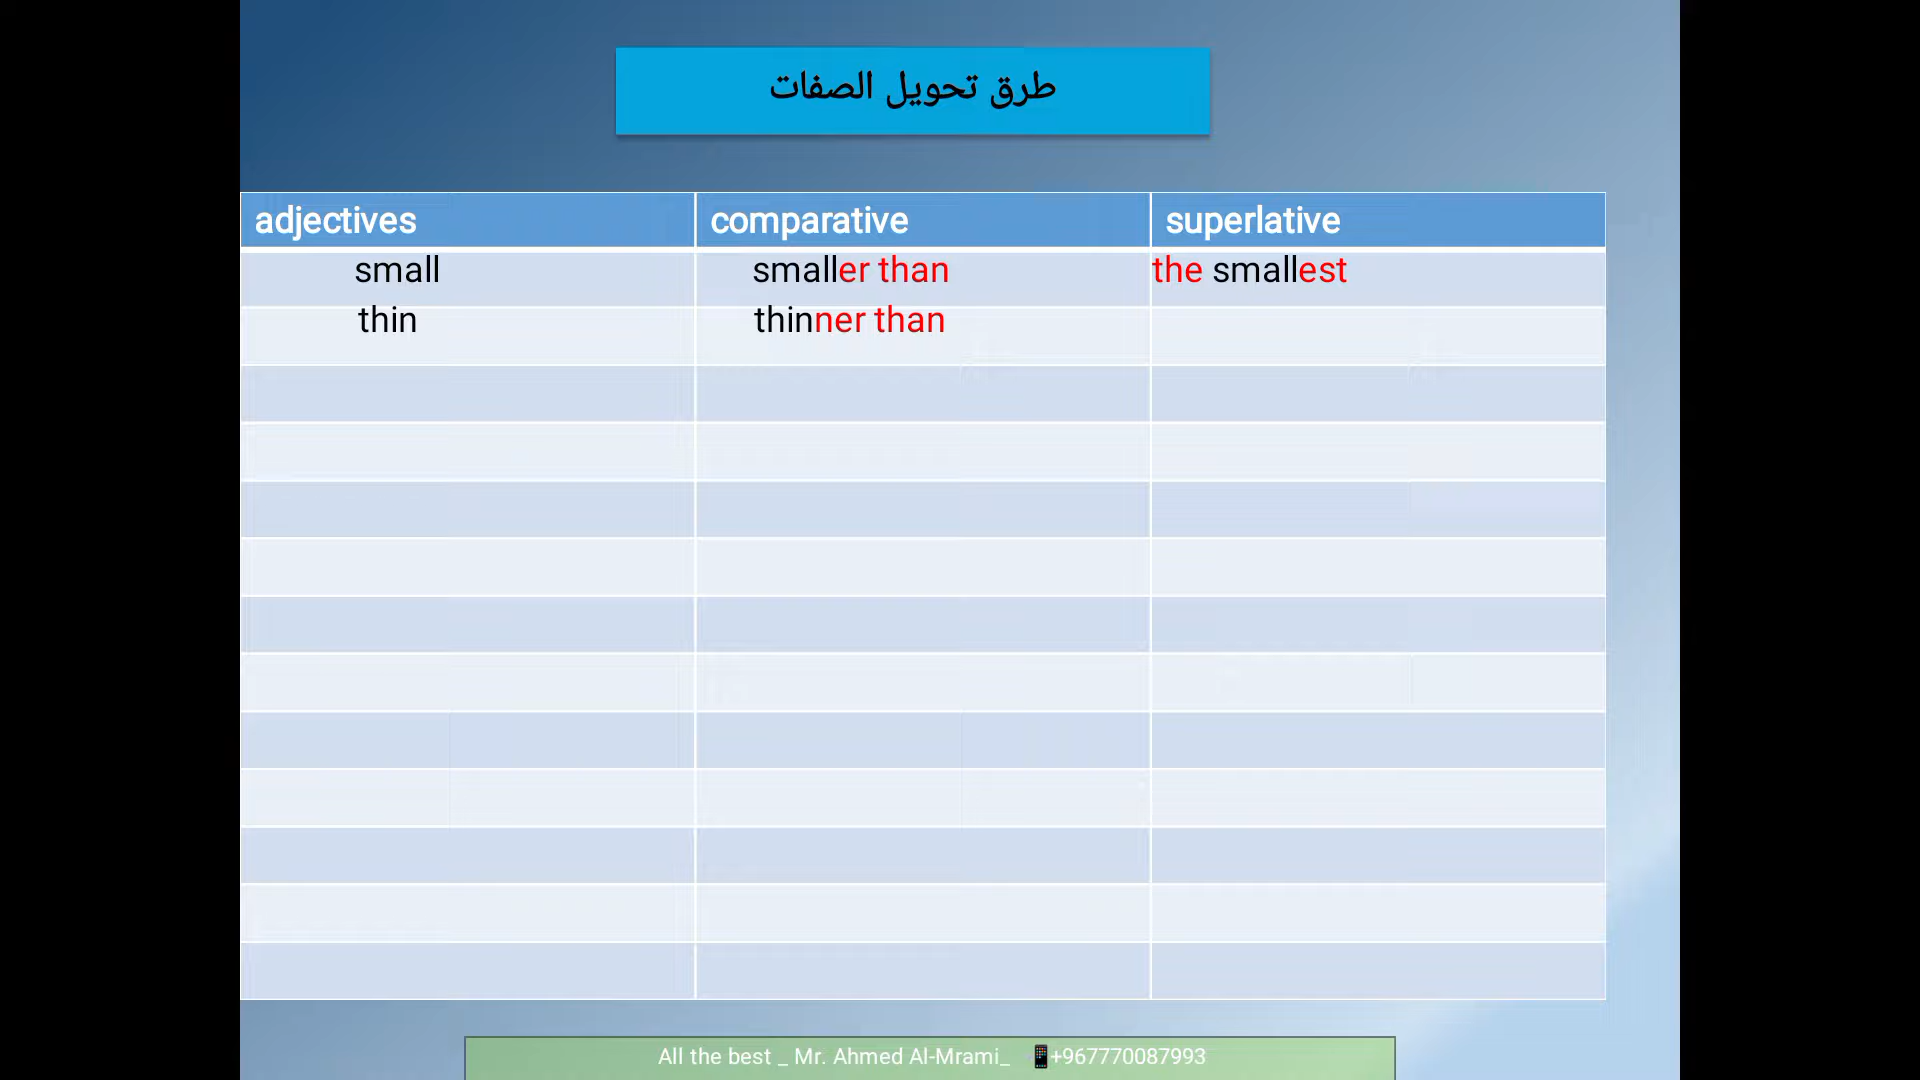 طرق تحويل الصفات
adjectives comparative superlative
small smaller than the smallest
thin thinner than
All the best _ Mr. Ahmed Al-Mrami_ 📱+967770087993